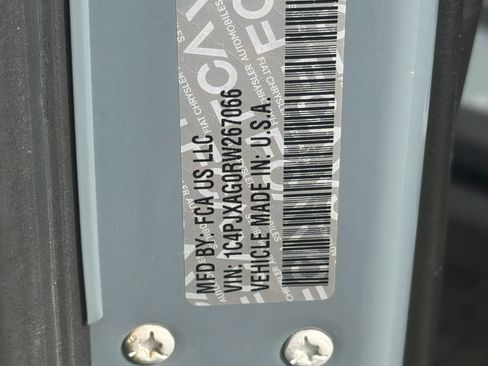 MFD BY: FCA US LLC
VIN: 1C4PJXAG0RW267066
VEHICLE MADE IN: U.S.A.